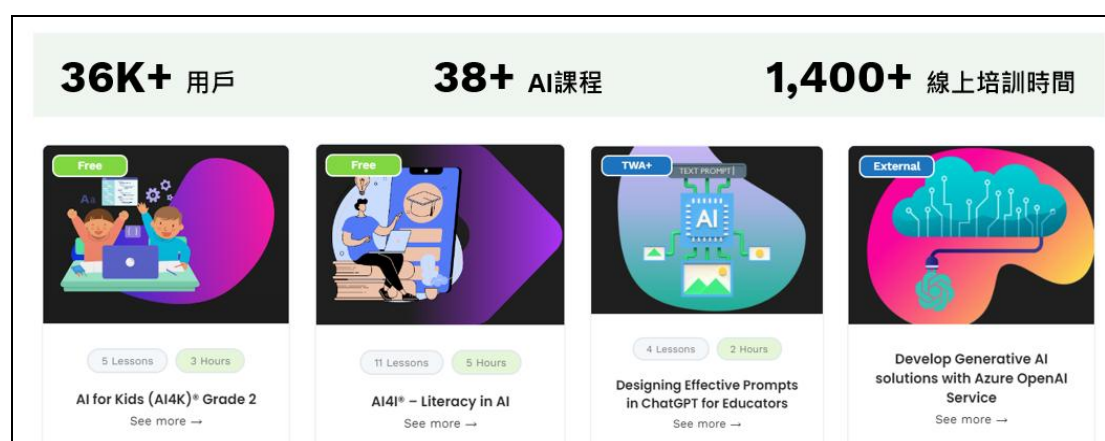 36K+ 用戶
38+ AI課程
1,400+ 線上培訓時間
Free
Aa
5 Lessons
3 Hours
AI for Kids (AI4K)® Grade 2
See more →
Free
11 Lessons
5 Hours
AI4I® – Literacy in AI
See more →
TWA+
TEXT PROMPT
AI
4 Lessons
2 Hours
Designing Effective Prompts
in ChatGPT for Educators
See more →
External
Develop Generative AI
solutions with Azure OpenAI
Service
See more →